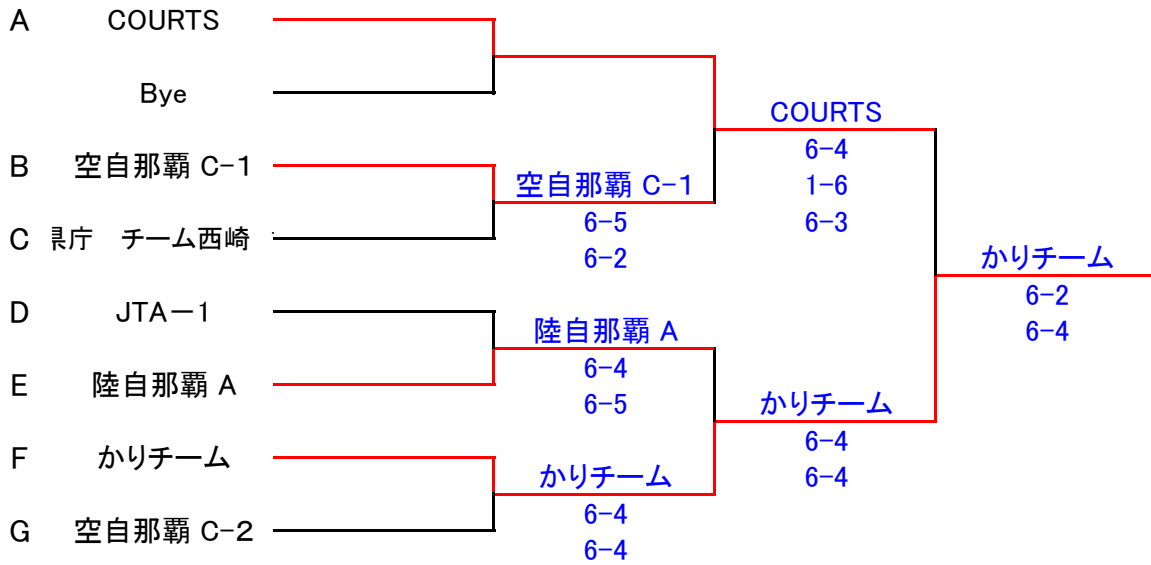 A COURTS
Bye
COURTS
6-4
B 空自那覇 C-1
空自那覇 C-1
1-6
6-5
6-3
C 県庁　チーム西崎
6-2
かりチーム
6-2
D JTA－1
陸自那覇 A
6-4
6-4
E 陸自那覇 A
6-5
かりチーム
6-4
F かりチーム
かりチーム
6-4
6-4
G 空自那覇 C-2
6-4